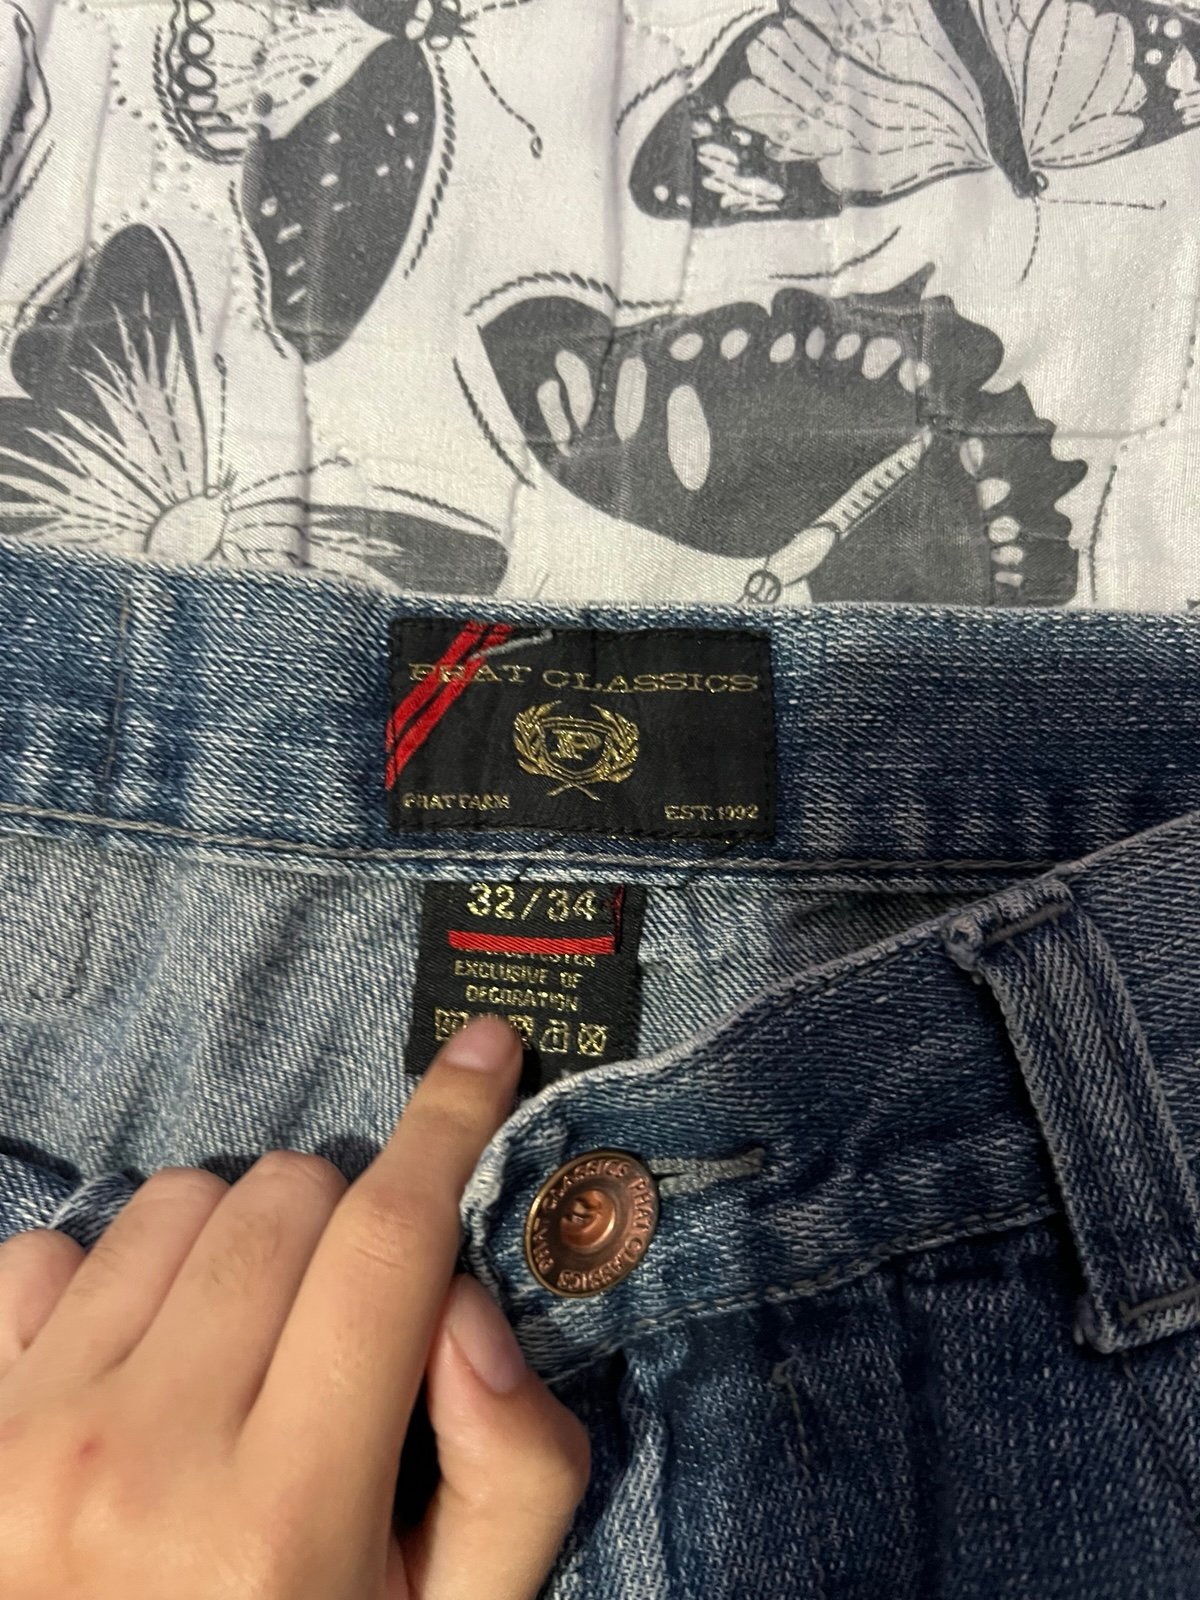 PHAT CLASSICS
P
PHAT FARM
EST. 1992
32/34
EXCLUSIVE OF
DECORATION
PHAT CLASSICS PHAT CLASSICS